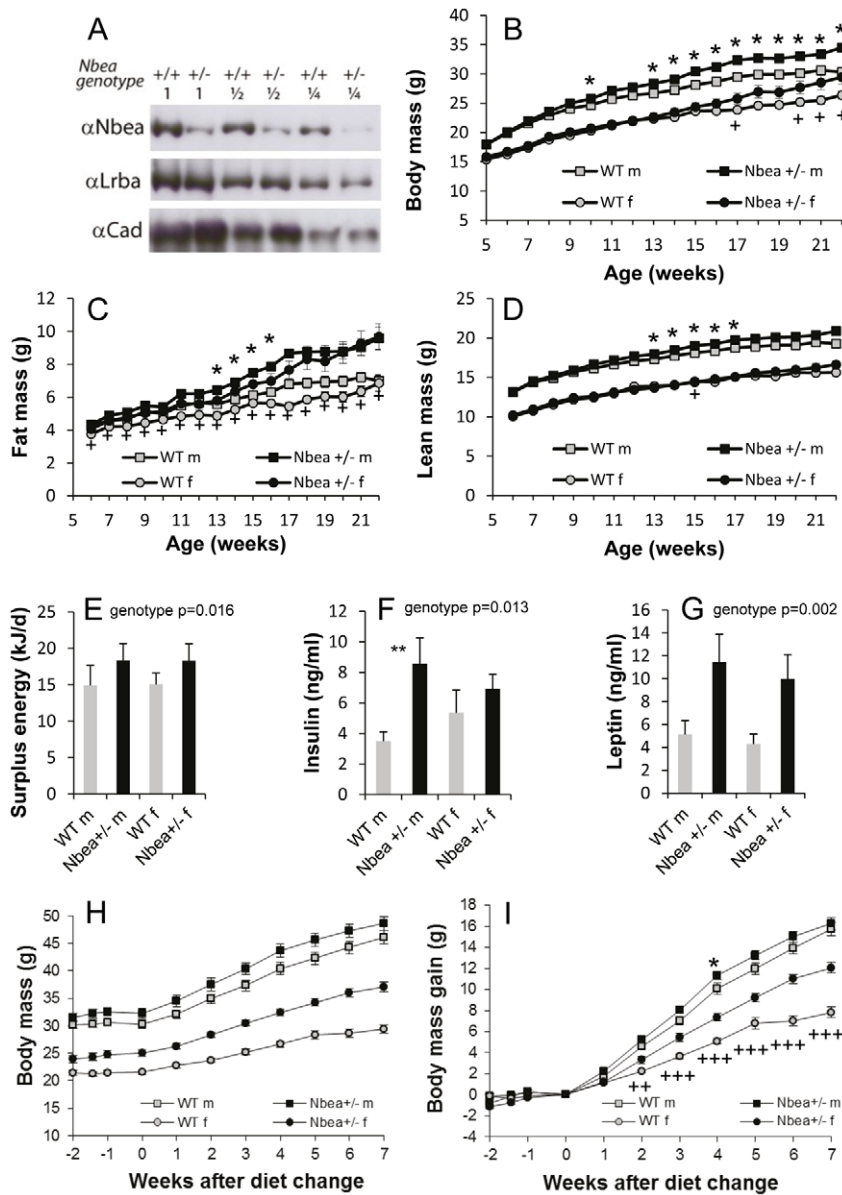 A
Nbea genotype
+/+ +/- +/+ +/- +/+ +/-
1 1 ½ ½ ¼ ¼
αNbea
αLrba
αCad
B
Body mass (g)
40
35
30
25
20
15
10
5
* * * * * * * * * * *
+ + + +
WT m
Nbea +/- m
WT f
Nbea +/- f
5 7 9 11 13 15 17 19 21
Age (weeks)
C
Fat mass (g)
12
10
8
6
4
2
0
* * * *
+ + + + + + + + + + + + + + + + +
WT m
Nbea +/- m
WT f
Nbea +/- f
5 7 9 11 13 15 17 19 21
Age (weeks)
D
Lean mass (g)
25
20
15
10
5
0
* * * * *
+
WT m
Nbea +/- m
WT f
Nbea +/- f
5 7 9 11 13 15 17 19 21
Age (weeks)
E
genotype p=0.016
Surplus energy (kJ/d)
30
25
20
15
10
5
0
WT m
Nbea+/- m
WT f
Nbea+/- f
F
genotype p=0.013
Insulin (ng/ml)
12
10
8
6
4
2
0
**
WT m
Nbea +/- m
WT f
Nbea+/- f
G
genotype p=0.002
Leptin (ng/ml)
16
14
12
10
8
6
4
2
0
WT m
Nbea +/- m
WT f
Nbea+/- f
H
Body mass (g)
50
45
40
35
30
25
20
15
10
WT m
Nbea+/- m
WT f
Nbea+/- f
-2 -1 0 1 2 3 4 5 6 7
Weeks after diet change
I
Body mass gain (g)
18
16
14
12
10
8
6
4
2
0
-2
-4
*
++ +++ +++ +++ +++ +++
WT m
Nbea+/- m
WT f
Nbea+/- f
-2 -1 0 1 2 3 4 5 6 7
Weeks after diet change